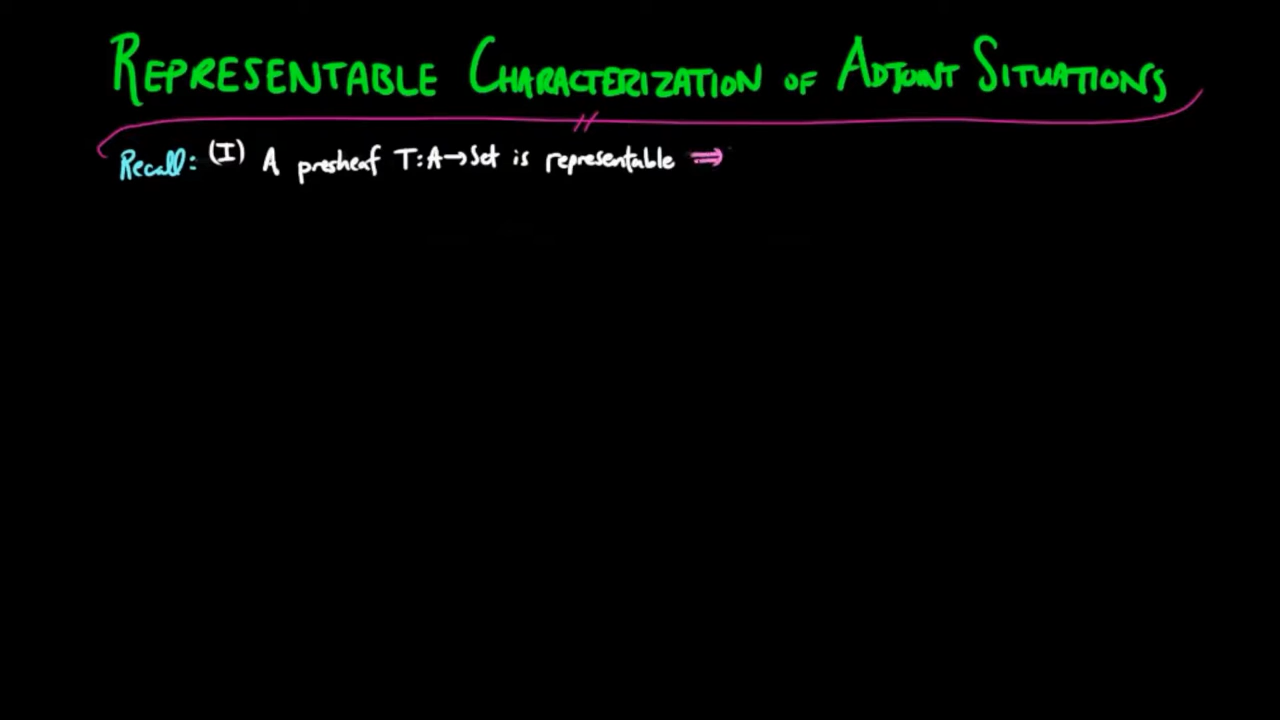 REPRESENTABLE CHARACTERIZATION OF ADJOINT SITUATIONS
Recall: (I) A presheaf T:A→Set is representable ⇒